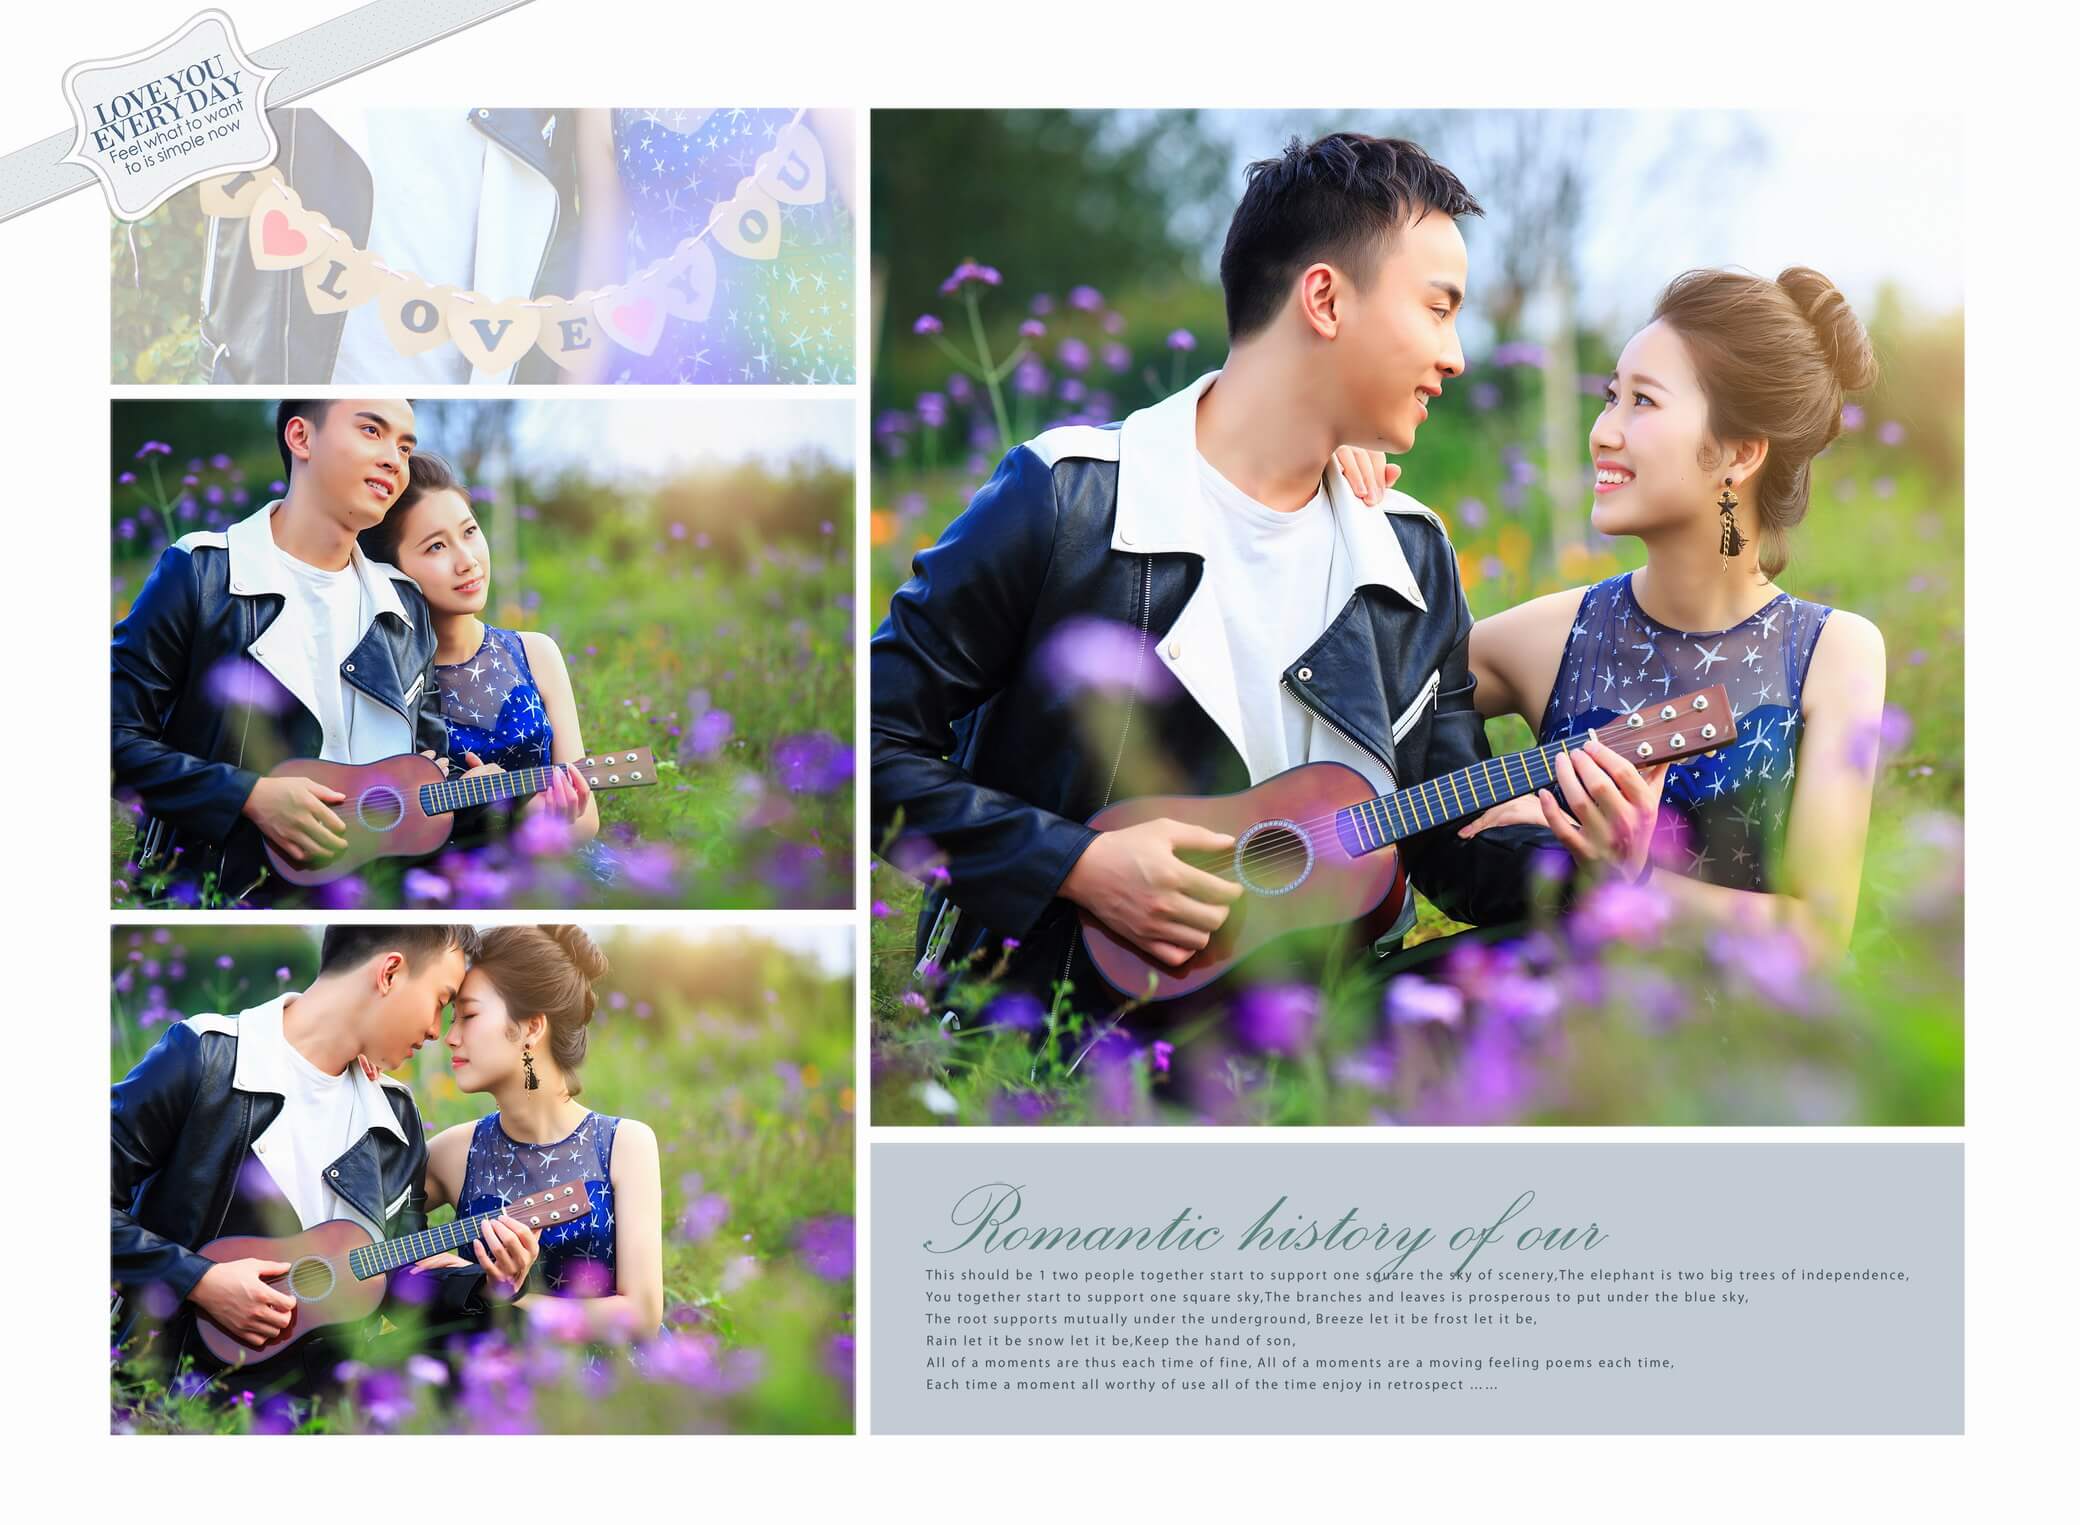 LOVE YOU
EVERY DAY
Feel what to want
to is simple now
I LOVE YOU
Romantic history of our
This should be 1 two people together start to support one square the sky of scenery,The elephant is two big trees of independence,
You together start to support one square sky,The branches and leaves is prosperous to put under the blue sky,
The root supports mutually under the underground, Breeze let it be frost let it be,
Rain let it be snow let it be,Keep the hand of son,
All of a moments are thus each time of fine, All of a moments are a moving feeling poems each time,
Each time a moment all worthy of use all of the time enjoy in retrospect ……